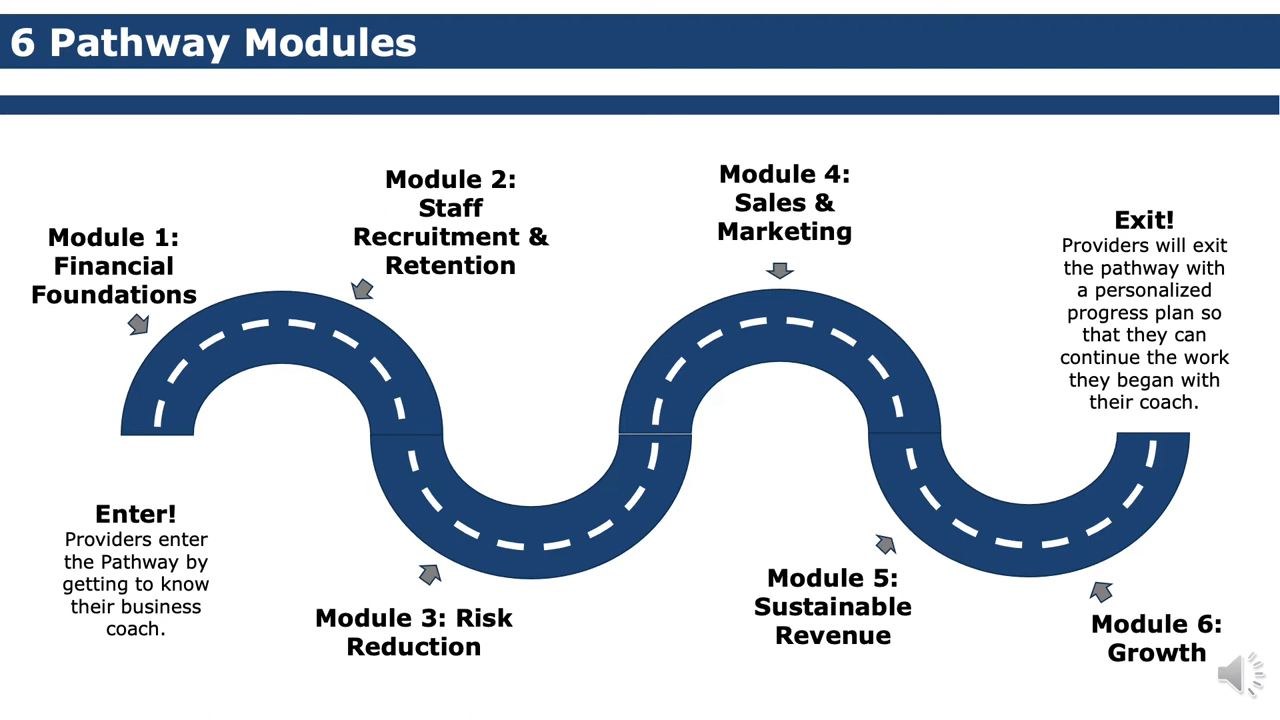 6 Pathway Modules
Module 1:
Financial
Foundations
Module 2:
Staff
Recruitment &
Retention
Module 4:
Sales &
Marketing
Exit!
Providers will exit
the pathway with
a personalized
progress plan so
that they can
continue the work
they began with
their coach.
Enter!
Providers enter
the Pathway by
getting to know
their business
coach.
Module 3: Risk
Reduction
Module 5:
Sustainable
Revenue
Module 6:
Growth